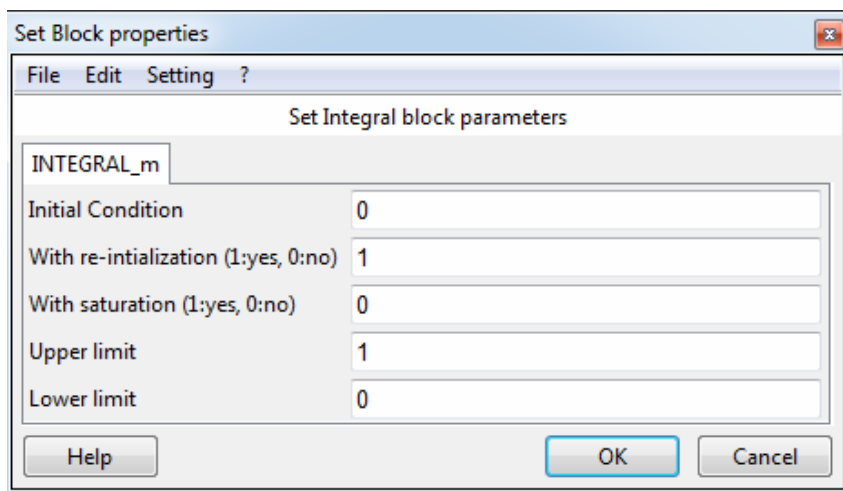 Set Block properties
File Edit Setting ?
Set Integral block parameters
INTEGRAL_m
Initial Condition 0
With re-intialization (1:yes, 0:no) 1
With saturation (1:yes, 0:no) 0
Upper limit 1
Lower limit 0
Help OK Cancel